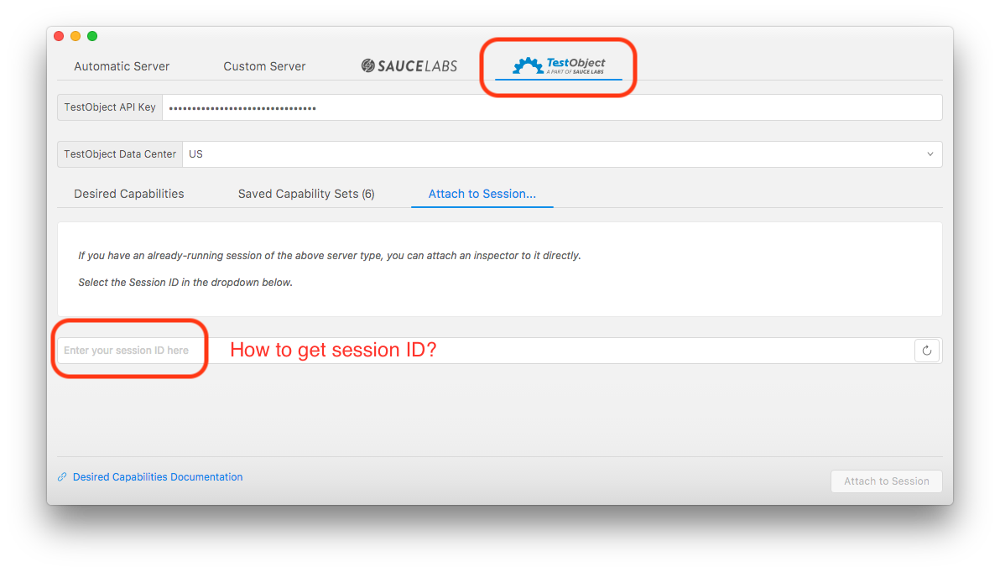 Automatic Server
Custom Server
SAUCELABS
TestObject
A PART OF SAUCE LABS
TestObject API Key
••••••••••••••••••••••••••••••••
TestObject Data Center
US
Desired Capabilities
Saved Capability Sets (6)
Attach to Session...
If you have an already-running session of the above server type, you can attach an inspector to it directly.
Select the Session ID in the dropdown below.
Enter your session ID here
How to get session ID?
Desired Capabilities Documentation
Attach to Session